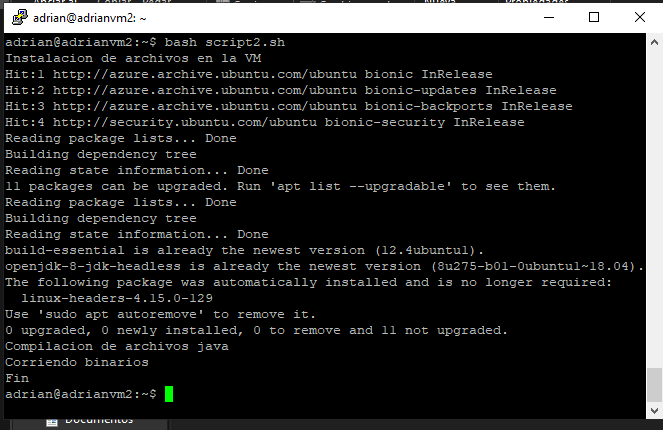 adrian@adrianvm2: ~
adrian@adrianvm2:~$ bash script2.sh
Instalacion de archivos en la VM
Hit:1 http://azure.archive.ubuntu.com/ubuntu bionic InRelease
Hit:2 http://azure.archive.ubuntu.com/ubuntu bionic-updates InRelease
Hit:3 http://azure.archive.ubuntu.com/ubuntu bionic-backports InRelease
Hit:4 http://security.ubuntu.com/ubuntu bionic-security InRelease
Reading package lists... Done
Building dependency tree
Reading state information... Done
11 packages can be upgraded. Run 'apt list --upgradable' to see them.
Reading package lists... Done
Building dependency tree
Reading state information... Done
build-essential is already the newest version (12.4ubuntu1).
openjdk-8-jdk-headless is already the newest version (8u275-b01-0ubuntu1~18.04).
The following package was automatically installed and is no longer required:
  linux-headers-4.15.0-129
Use 'sudo apt autoremove' to remove it.
0 upgraded, 0 newly installed, 0 to remove and 11 not upgraded.
Compilacion de archivos java
Corriendo binarios
Fin
adrian@adrianvm2:~$
Documentos